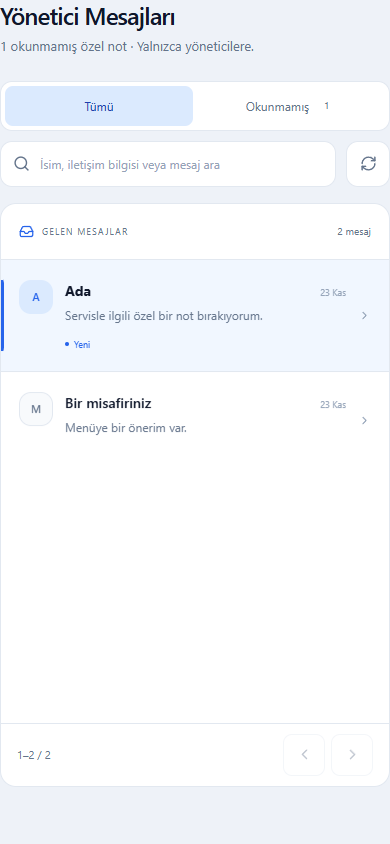 Yönetici Mesajları
1 okunmamış özel not · Yalnızca yöneticilere.
Tümü
Okunmamış 1
İsim, iletişim bilgisi veya mesaj ara
GELEN MESAJLAR
2 mesaj
A
Ada
23 Kas
Servisle ilgili özel bir not bırakıyorum.
Yeni
M
Bir misafiriniz
23 Kas
Menüye bir önerim var.
1–2 / 2